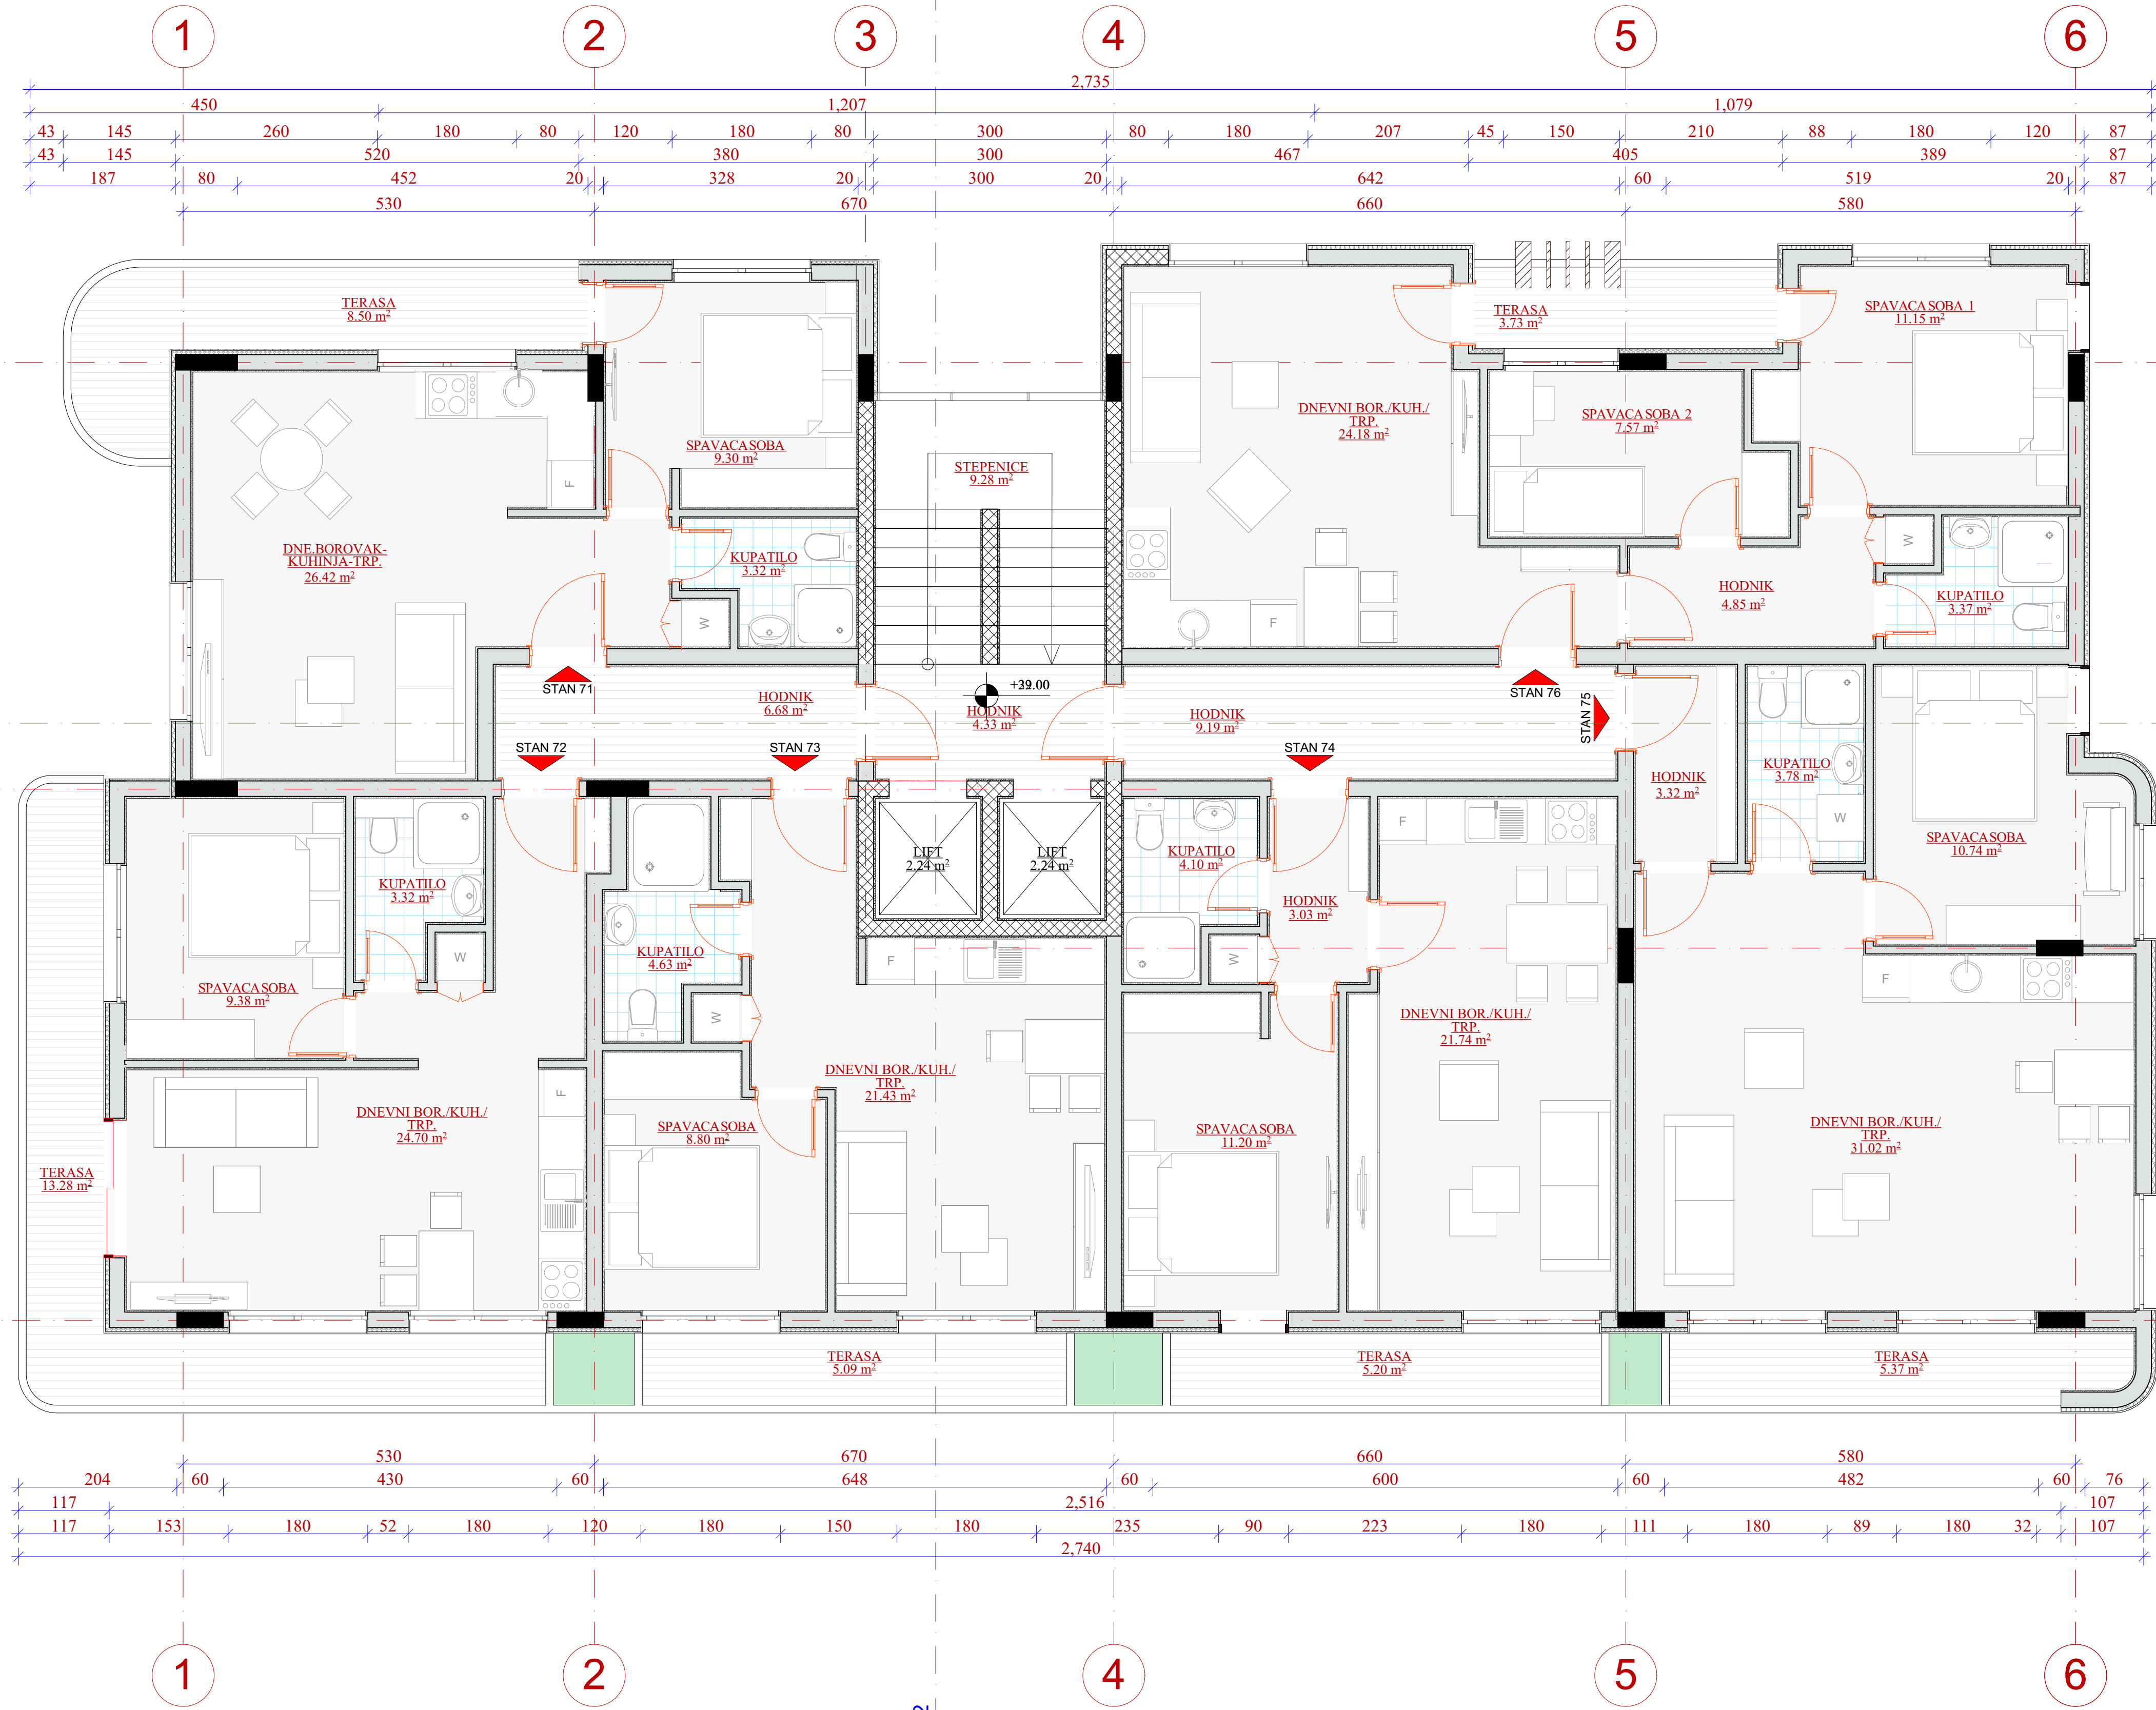 1 2 3 4 5 6
2,735
450 1,207 1,079
43 145 260 180 80 120 180 80 300 80 180 207 45 150 210 88 180 120 87
43 145 520 380 300 467 405 389 87
187 80 452 20 328 20 300 20 642 60 519 20 87
530 670 660 580
TERASA
8.50 m²
SPAVACA SOBA
9.30 m²
STEPENICE
9.28 m²
DNEVNI BOR./KUH./
TRP.
24.18 m²
TERASA
3.73 m²
SPAVACA SOBA 2
7.57 m²
SPAVACA SOBA 1
11.15 m²
F
DNE.BOROVAK-
KUHINJA-TRP.
26.42 m²
KUPATILO
3.32 m²
W
F
HODNIK
4.85 m²
W
KUPATILO
3.37 m²
STAN 71
HODNIK
6.68 m²
HODNIK
4.33 m²
HODNIK
9.19 m²
STAN 76
STAN 75
STAN 72
STAN 73
STAN 74
HODNIK
3.32 m²
KUPATILO
3.78 m²
W
SPAVACA SOBA
10.74 m²
SPAVACA SOBA
9.38 m²
KUPATILO
3.32 m²
W
KUPATILO
4.63 m²
W
LIFT
2.24 m²
LIFT
2.24 m²
F
KUPATILO
4.10 m²
HODNIK
3.03 m²
W
F
F
DNEVNI BOR./KUH./
TRP.
24.70 m²
F
SPAVACA SOBA
8.80 m²
DNEVNI BOR./KUH./
TRP.
21.43 m²
SPAVACA SOBA
11.20 m²
DNEVNI BOR./KUH./
TRP.
21.74 m²
DNEVNI BOR./KUH./
TRP.
31.02 m²
TERASA
13.28 m²
TERASA
5.09 m²
TERASA
5.20 m²
TERASA
5.37 m²
530 670 660 580
204 60 430 60 648 60 600 60 482 60 76
117 2,516 107
117 153 180 52 180 120 180 150 180 235 90 223 180 111 180 89 180 32 107
2,740
1 2 4 5 6